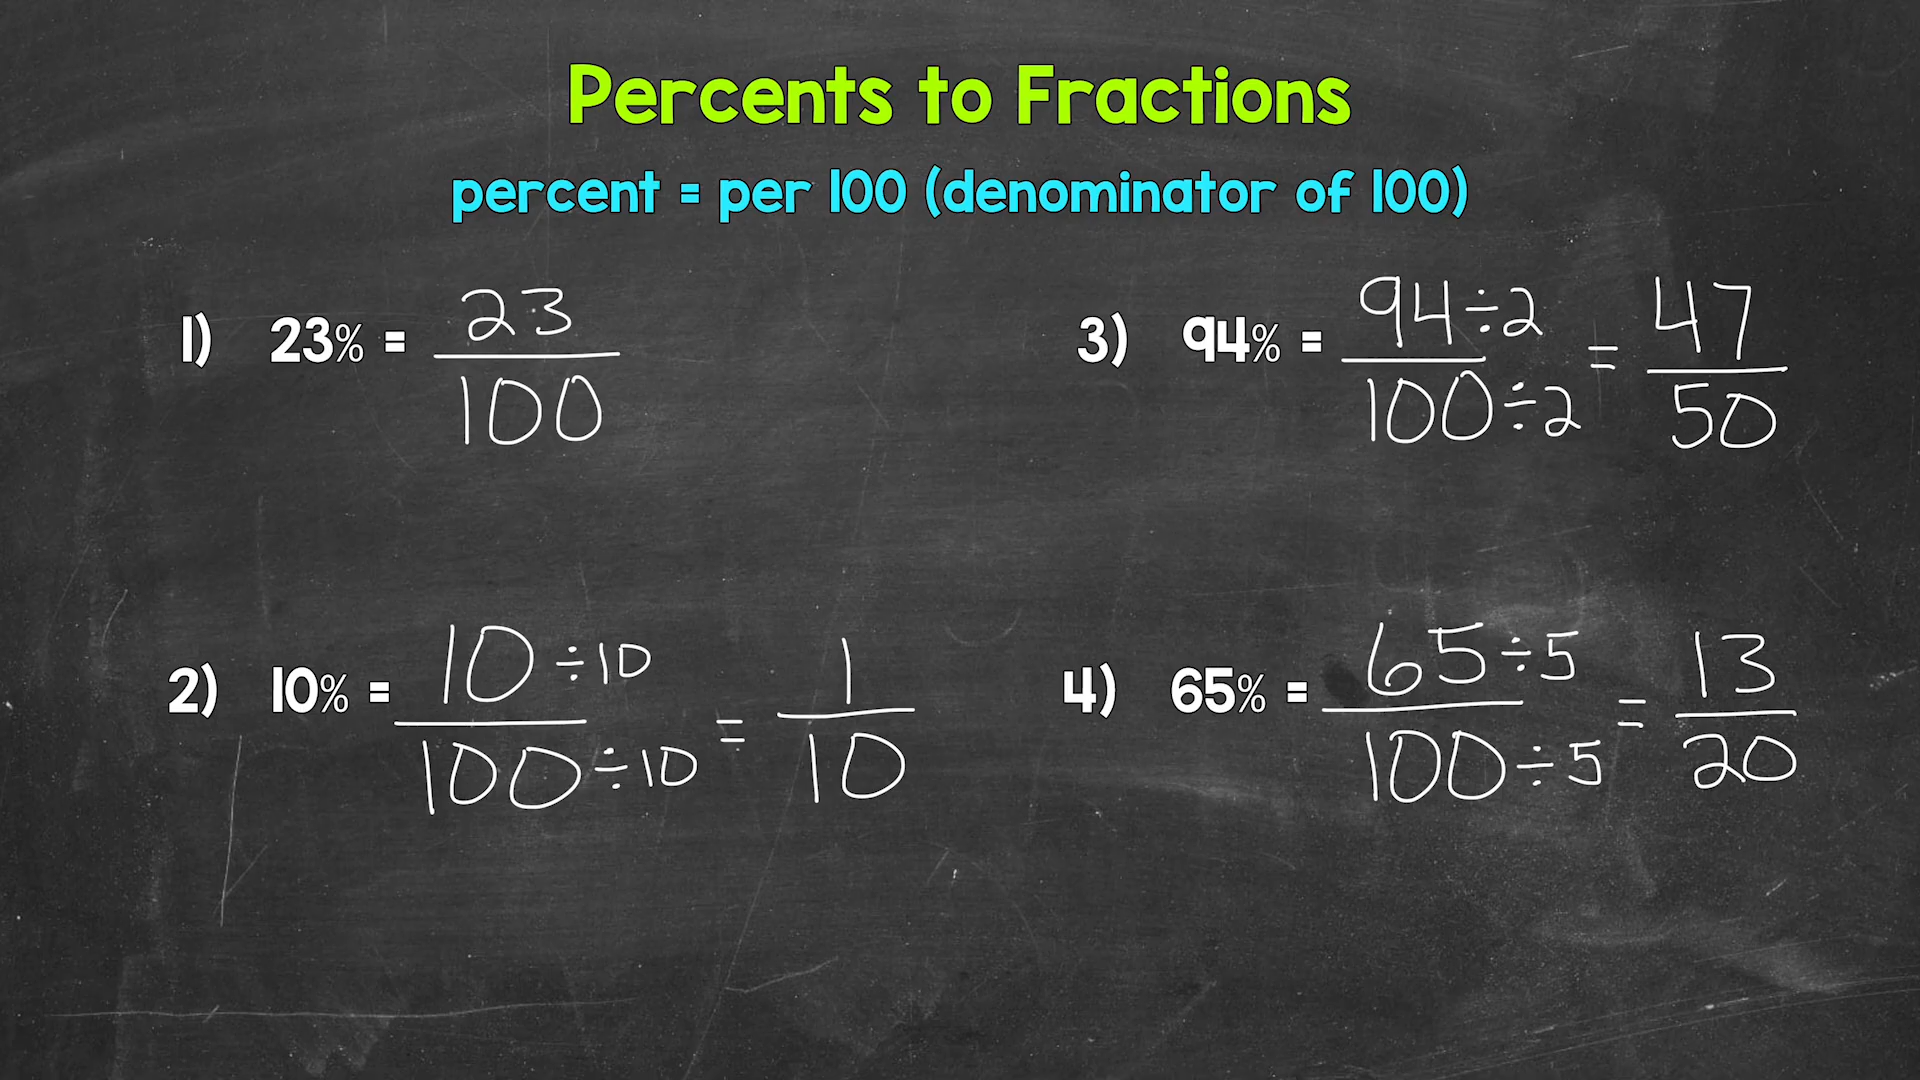 Percents to Fractions
percent = per 100 (denominator of 100)
1) 23% = 23/100
2) 10% = 10÷10/100÷10 = 1/10
3) 94% = 94÷2/100÷2 = 47/50
4) 65% = 65÷5/100÷5 = 13/20